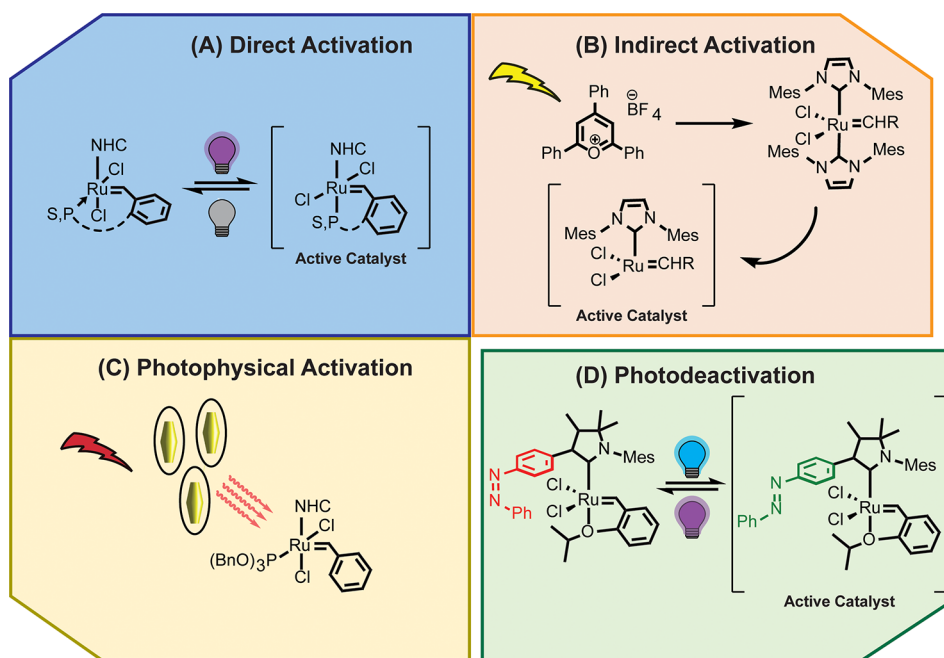 (A) Direct Activation
NHC
Cl
Ru
Cl
S,P
NHC
Cl
Ru
Cl
S,P
Active Catalyst
(B) Indirect Activation
Ph
⊖
BF4
Ph
O
⊕
Ph
N
N
Mes
Mes
Cl
Ru
CHR
Cl
Mes
Mes
N
N
N
N
Mes
Mes
Cl
Ru
CHR
Cl
Active Catalyst
(C) Photophysical Activation
NHC
Cl
Ru
(BnO)3P
Cl
(D) Photodeactivation
N
Mes
N
N
Ph
Cl
Cl
Ru
O
N
Mes
N
N
Ph
Cl
Cl
Ru
O
Active Catalyst